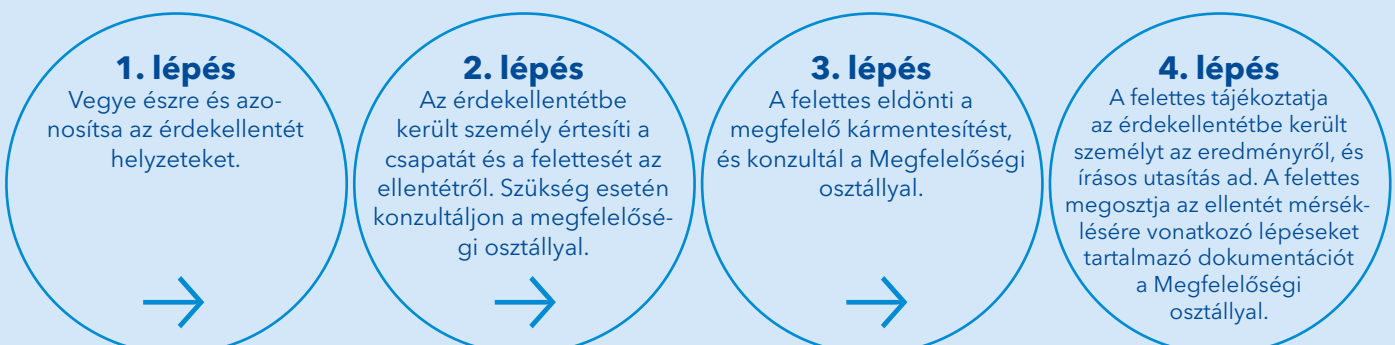 1. lépés
Vegye észre és azo-
nosítsa az érdekellentét
helyzeteket.
2. lépés
Az érdekellentétbe
került személy értesíti a
csapatát és a felettesét az
ellentétről. Szükség esetén
konzultáljon a megfelelősé-
gi osztállyal.
3. lépés
A felettes eldönti a
megfelelő kármentesítést,
és konzultál a Megfelelőségi
osztállyal.
4. lépés
A felettes tájékoztatja
az érdekellentétbe került
személyt az eredményről, és
írásos utasítás ad. A felettes
megosztja az ellentét mérsék-
lésére vonatkozó lépéseket
tartalmazó dokumentációt
a Megfelelőségi
osztállyal.